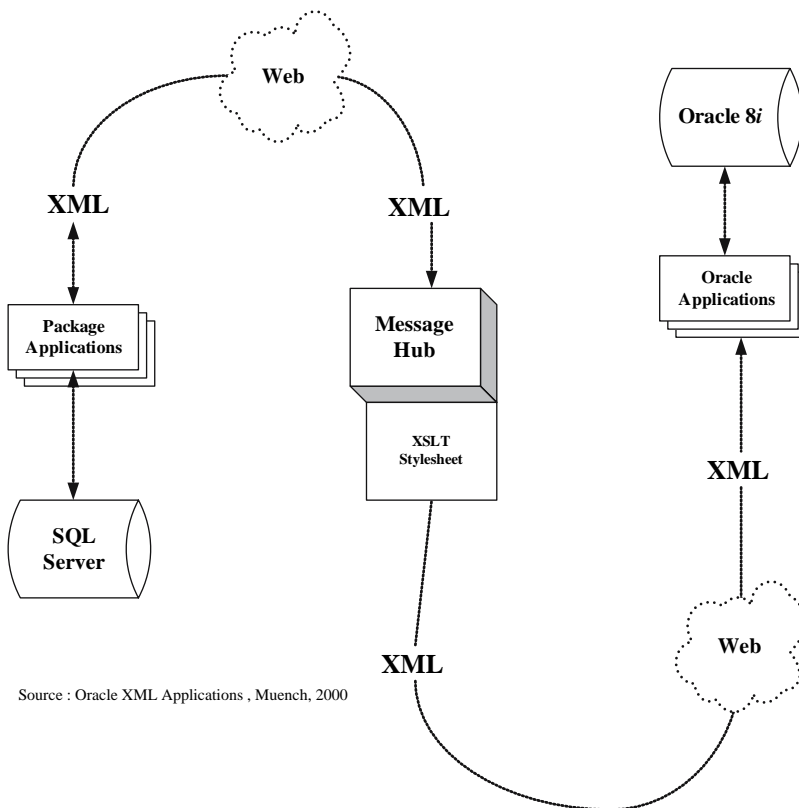 Web
Oracle 8i
XML
XML
Package
Applications
Message
Hub
Oracle
Applications
XSLT
Stylesheet
XML
SQL
Server
Web
XML
Source : Oracle XML Applications , Muench, 2000